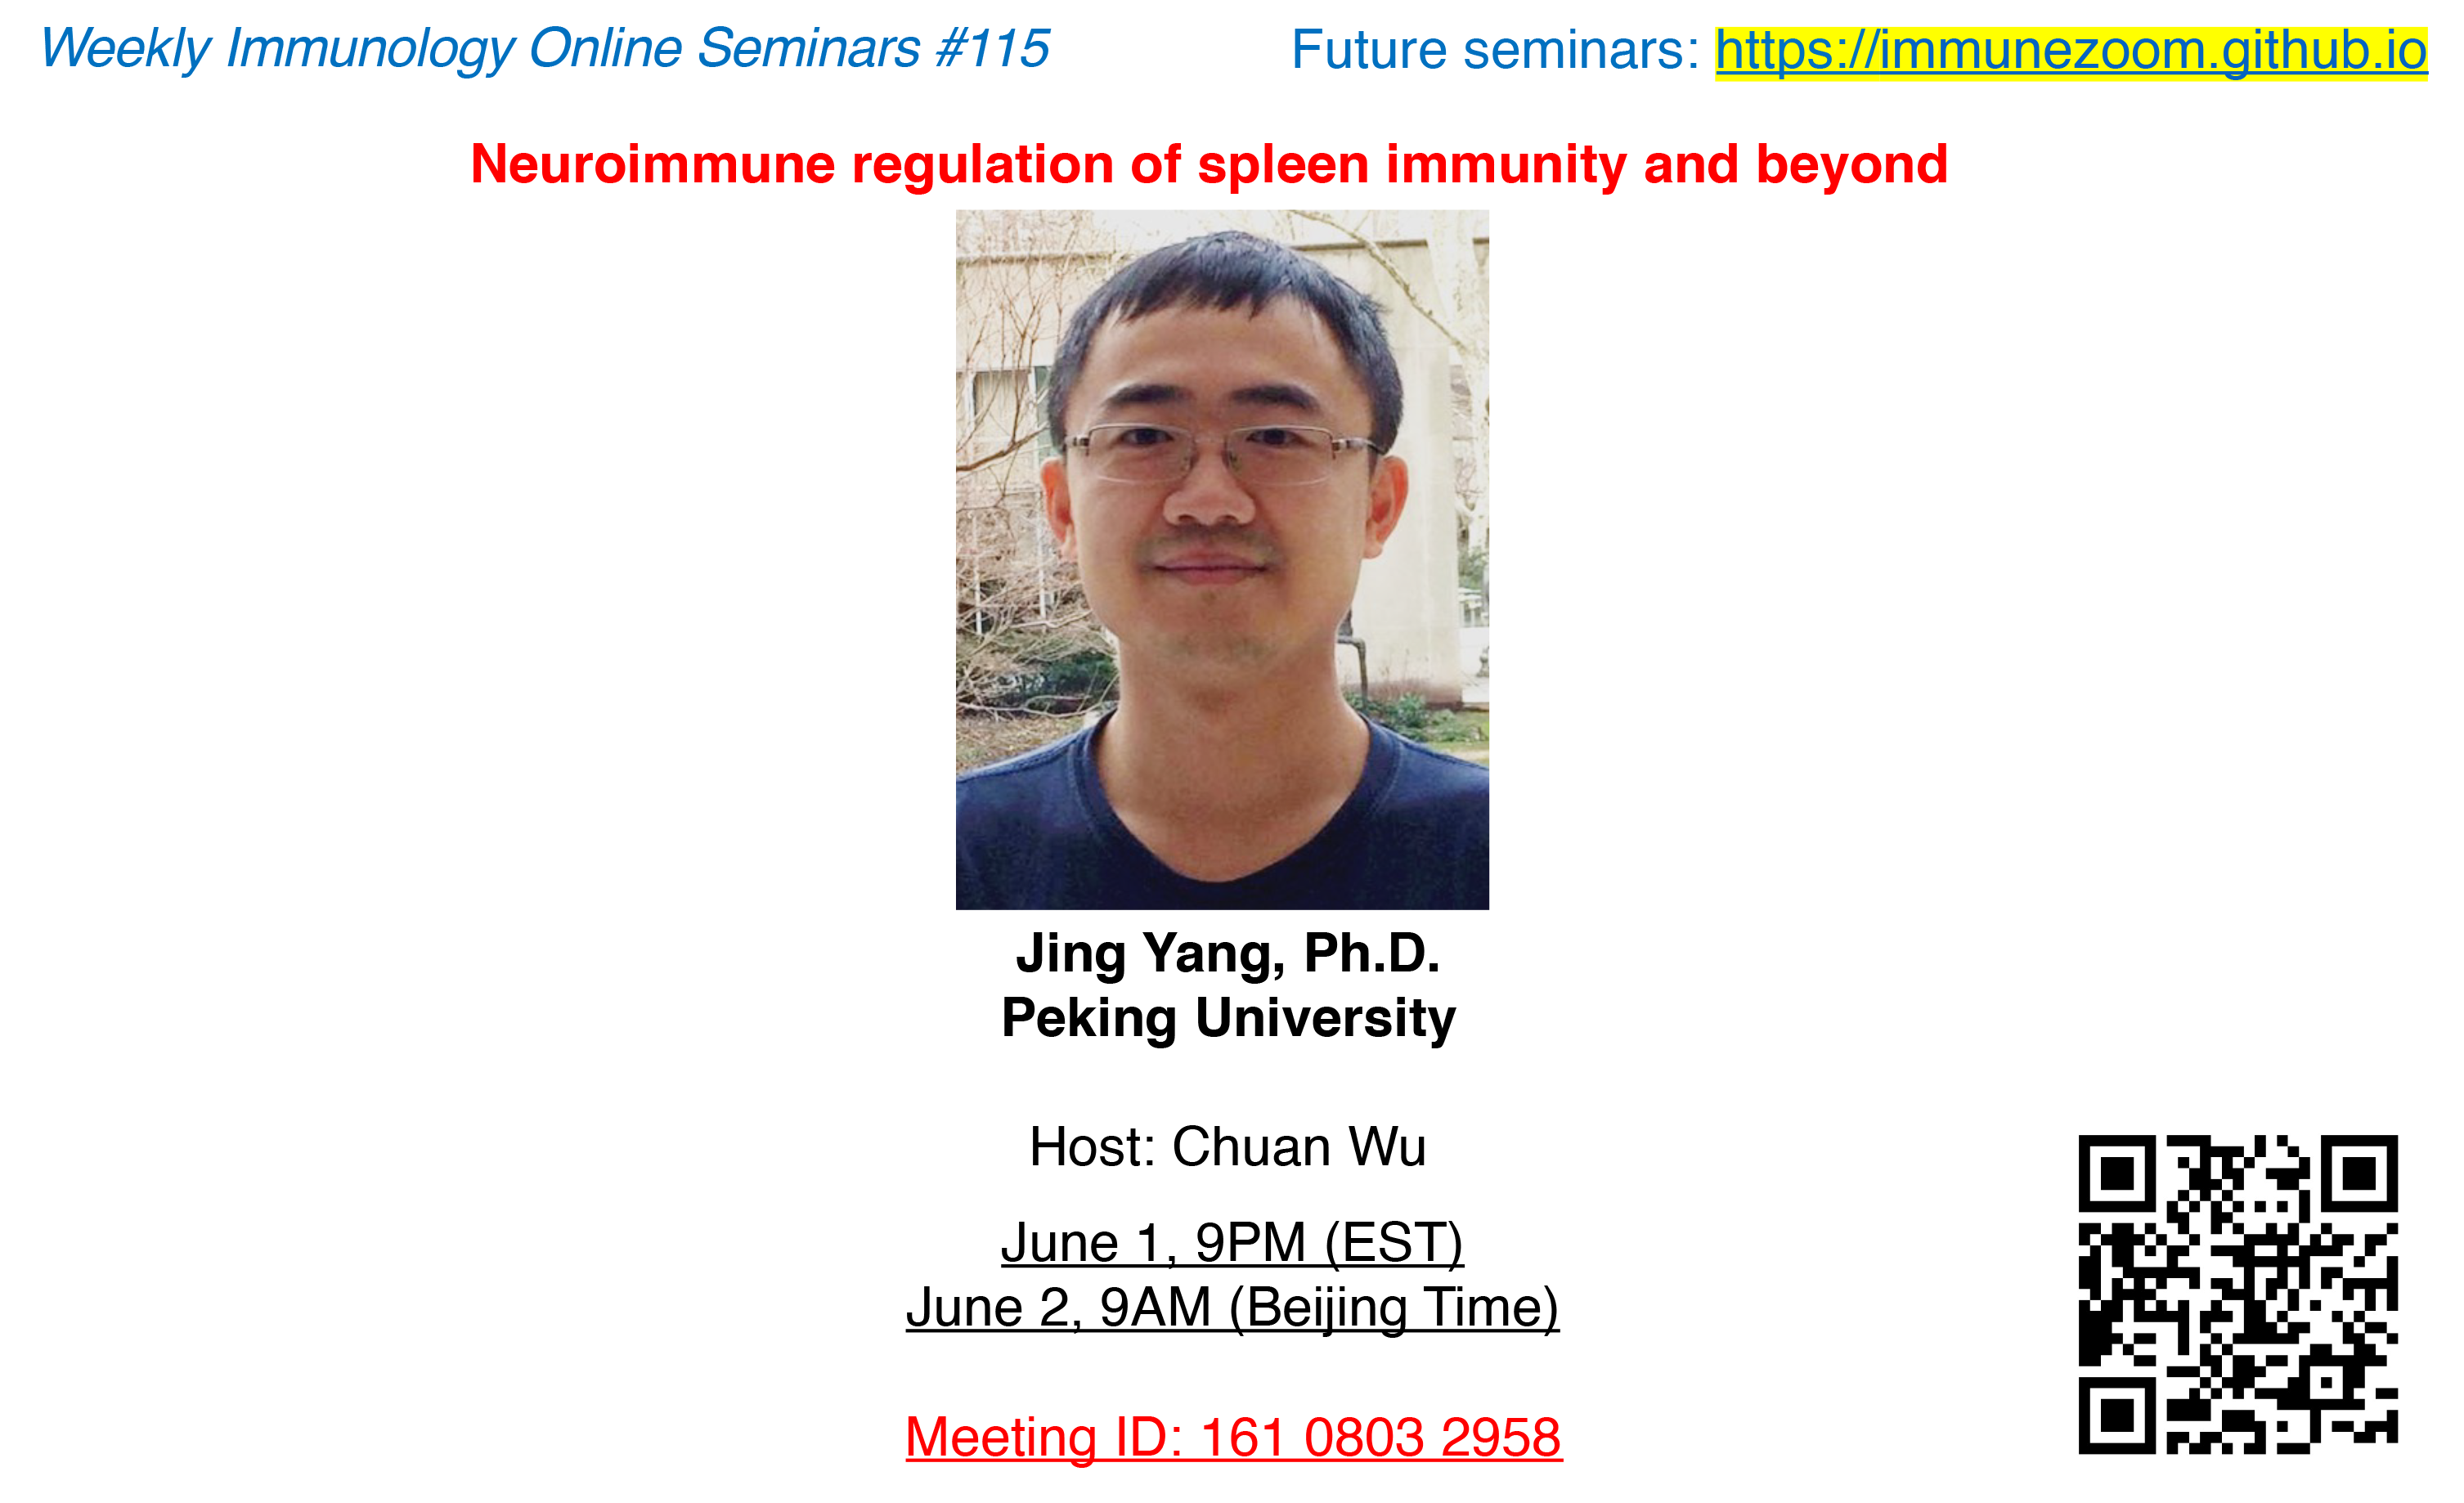 Weekly Immunology Online Seminars #115
Future seminars: https://immunezoom.github.io
Neuroimmune regulation of spleen immunity and beyond
Jing Yang, Ph.D.
Peking University
Host: Chuan Wu
June 1, 9PM (EST)
June 2, 9AM (Beijing Time)
Meeting ID: 161 0803 2958